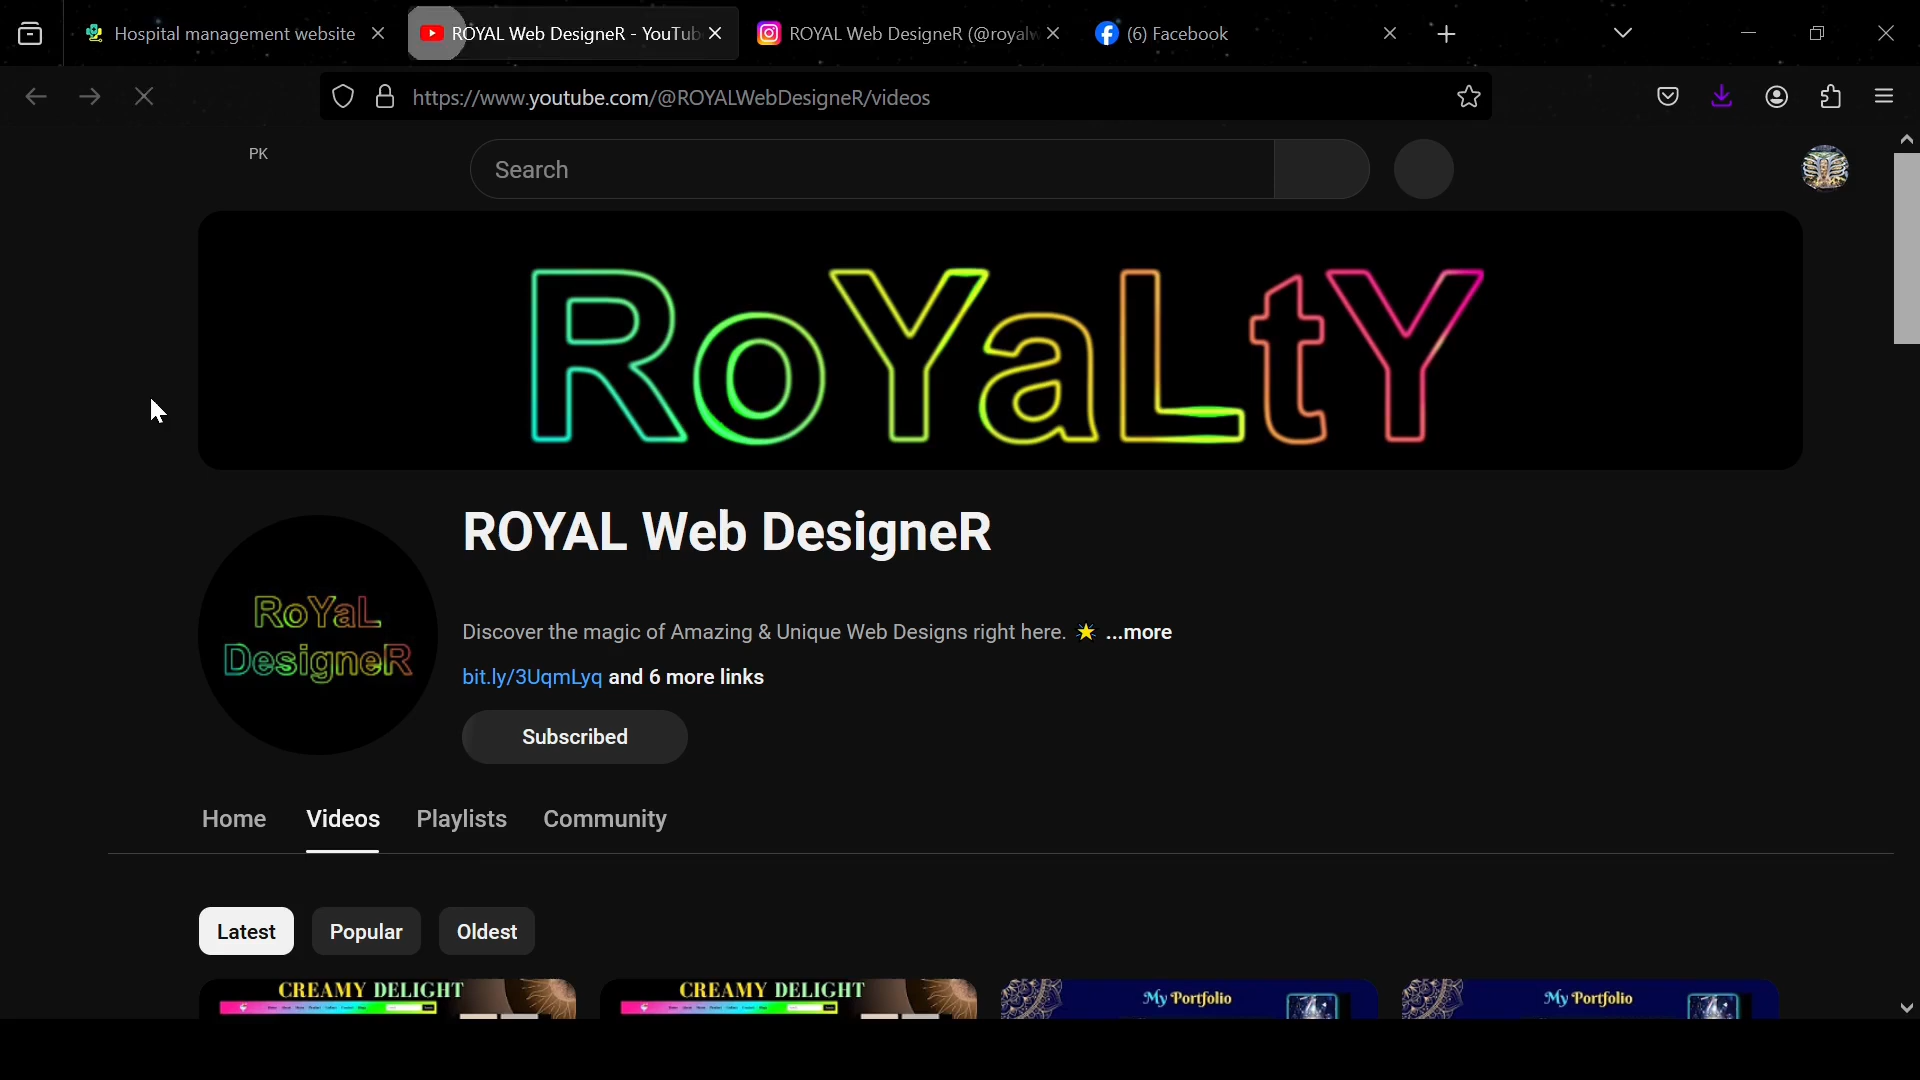 Hospital management website
ROYAL Web DesigneR - YouTub
ROYAL Web DesigneR (@royalw
(6) Facebook
https://www.youtube.com/@ROYALWebDesigneR/videos
PK
Search
RoYaLtY
ROYAL Web DesigneR
RoYaL
DesigneR
Discover the magic of Amazing & Unique Web Designs right here. ...more
bit.ly/3UqmLyq and 6 more links
Subscribed
Home Videos Playlists Community
Latest Popular Oldest
CREAMY DELIGHT CREAMY DELIGHT My Portfolio My Portfolio